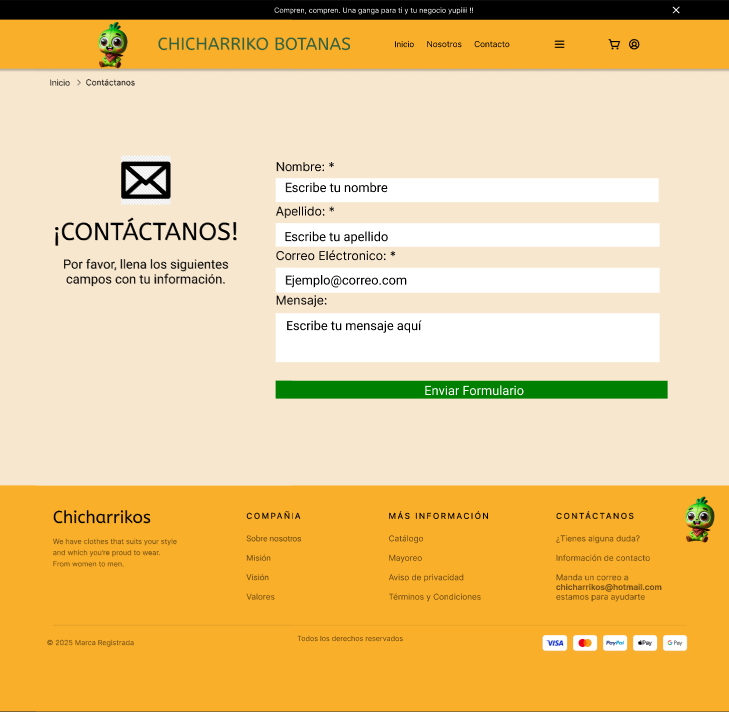 Compren, compren. Una ganga para ti y tu negocio yupiiii !!
CHICHARRIKO BOTANAS
Inicio Nosotros Contacto
Inicio > Contáctanos
¡CONTÁCTANOS!
Por favor, llena los siguientes
campos con tu información.
Nombre: *
Escribe tu nombre
Apellido: *
Escribe tu apellido
Correo Eléctronico: *
Ejemplo@correo.com
Mensaje:
Escribe tu mensaje aquí
Enviar Formulario
Chicharrikos
We have clothes that suits your style
and which you're proud to wear.
From women to men.
COMPAÑIA
Sobre nosotros
Misión
Visión
Valores
MÁS INFORMACIÓN
Catálogo
Mayoreo
Aviso de privacidad
Términos y Condiciones
CONTÁCTANOS
¿Tienes alguna duda?
Información de contacto
Manda un correo a
chicharrikos@hotmail.com
estamos para ayudarte
© 2025 Marca Registrada
Todos los derechos reservados
VISA PayPal Pay G Pay